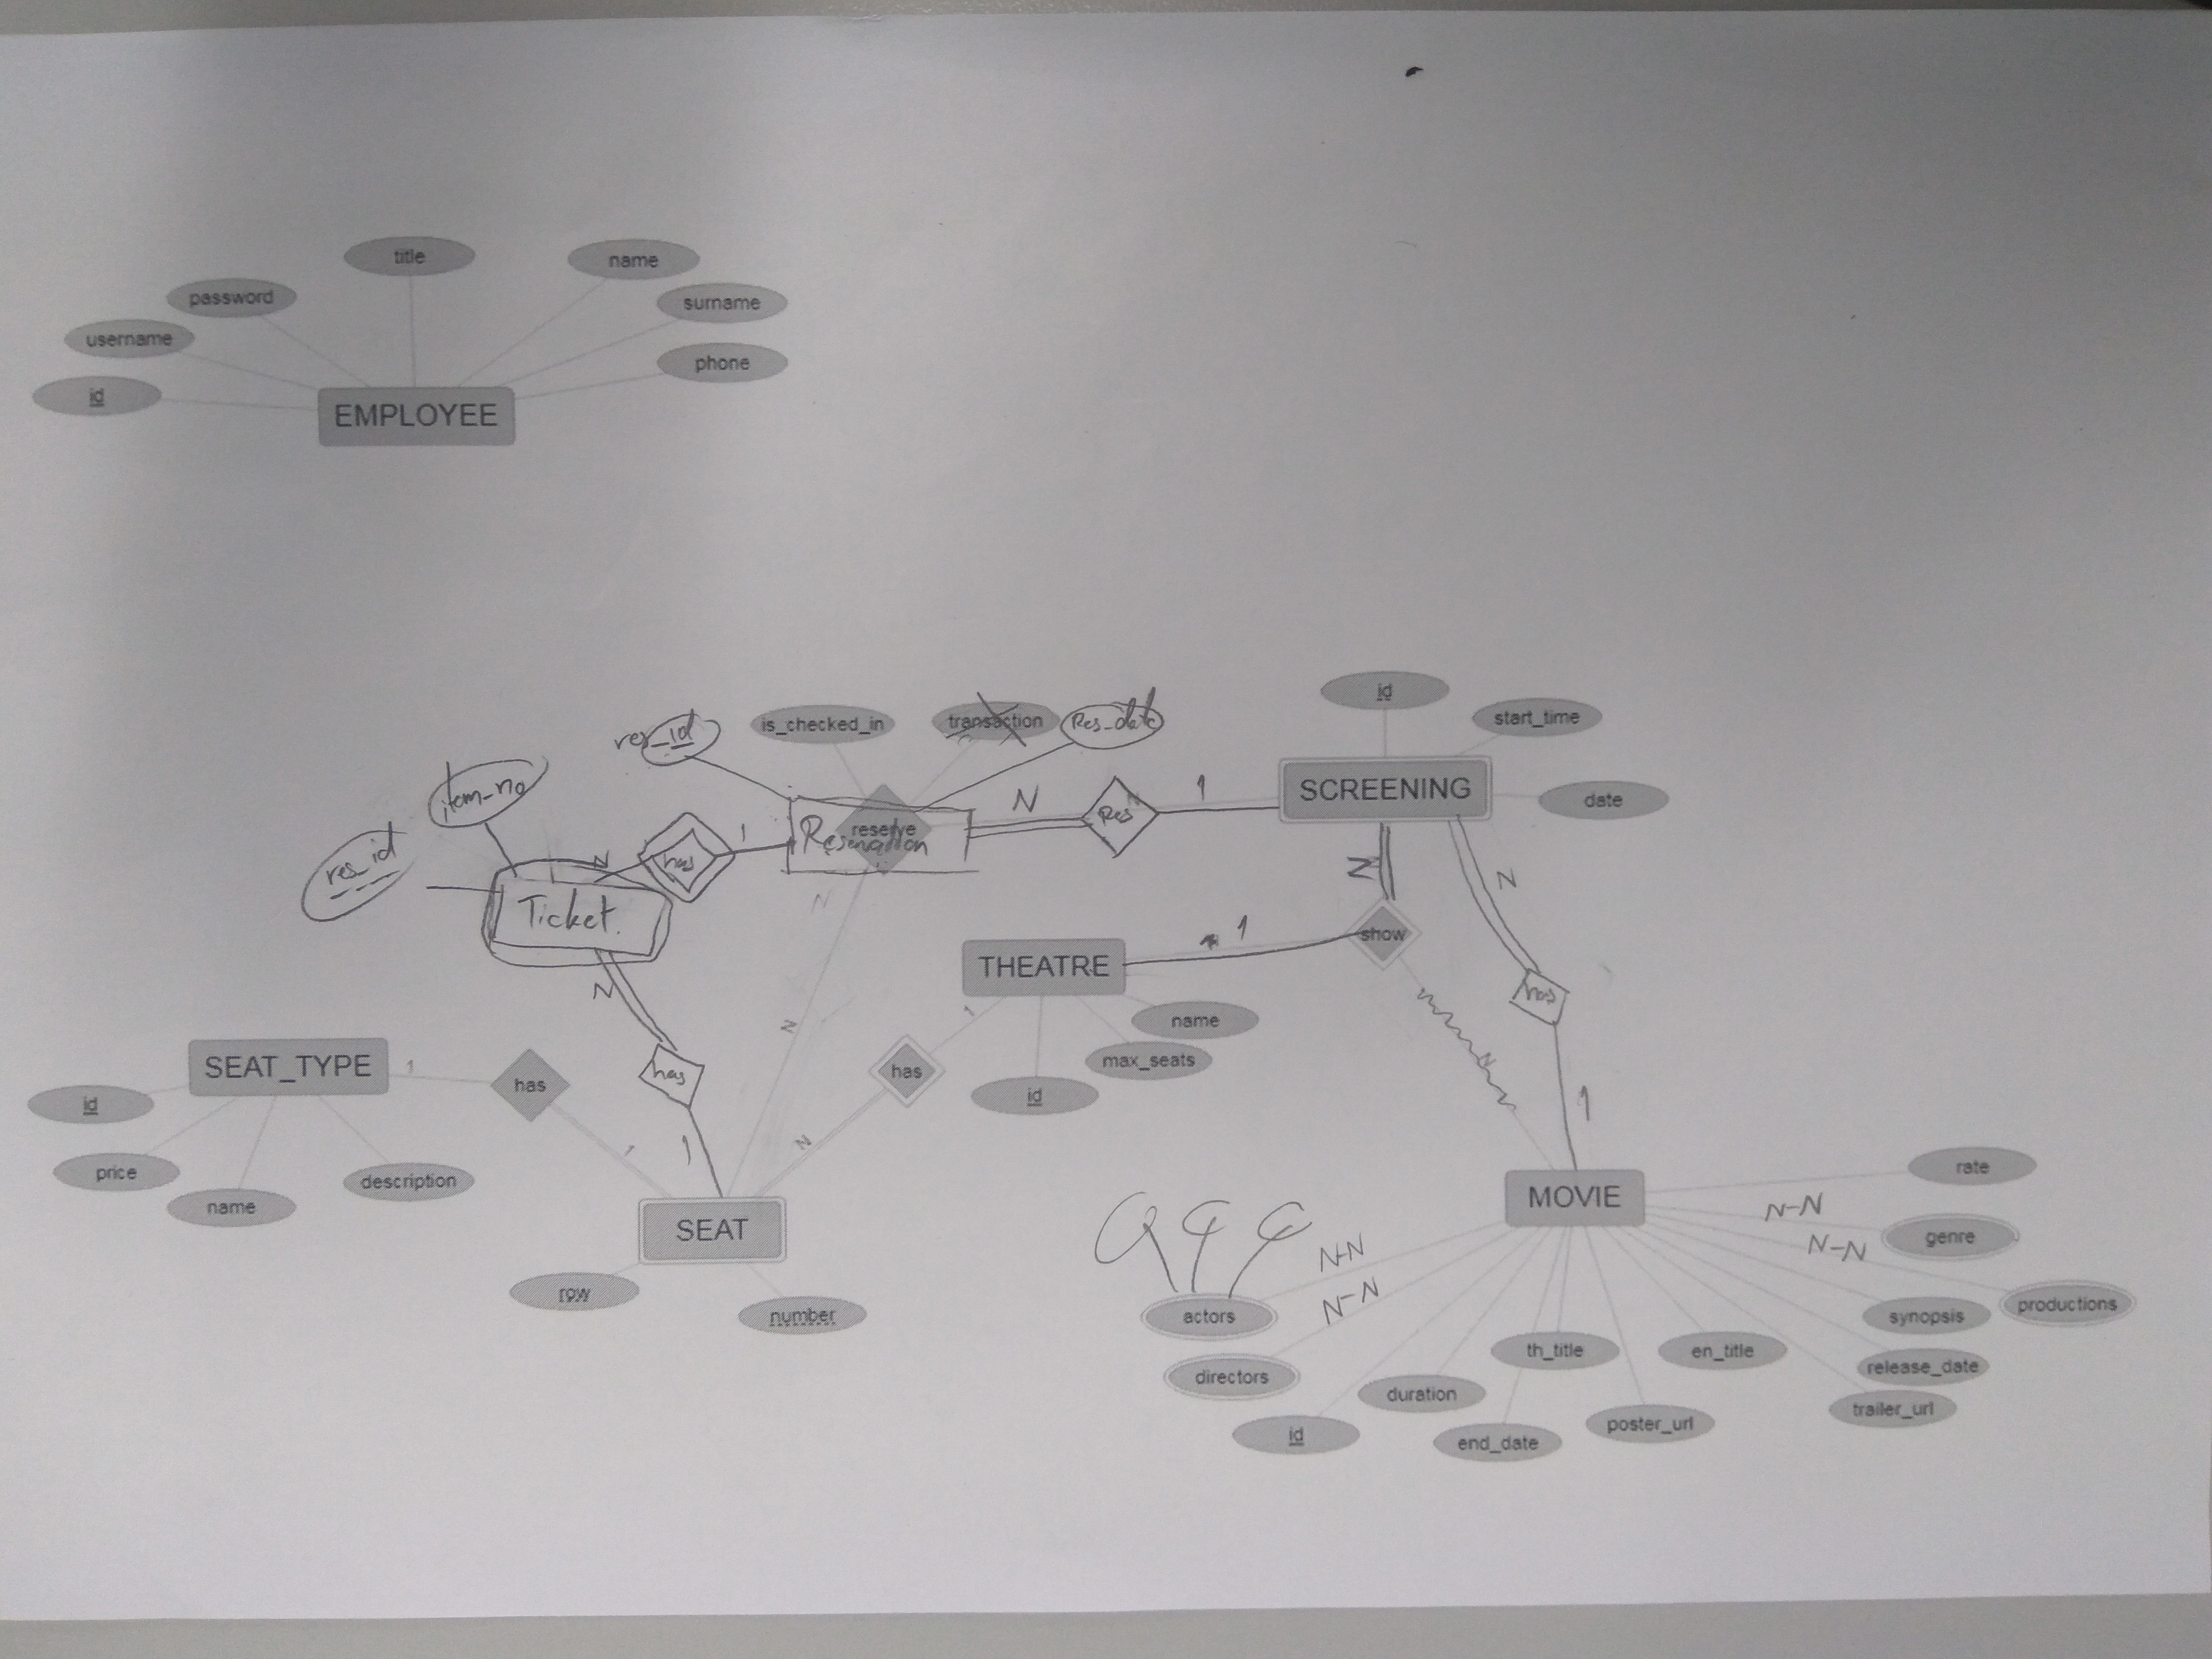 title
name
password
surname
username
phone
id
EMPLOYEE
id
start_time
SCREENING
date
is_checked_in
transaction
Res_date
res_id
item_no
res_id
Ticket.
N
has
1
reserve
Reservation
N
Res
1
N
N
show
1
has
1
THEATRE
name
max_seats
id
1
has
N
N
N
N
has
1
SEAT_TYPE
1
has
1
id
price
name
description
SEAT
row
number
N
MOVIE
rate
N-N
genre
N-N
productions
synopsis
release_date
trailer_url
en_title
th_title
poster_url
duration
end_date
id
N-N
N-N
actors
directors